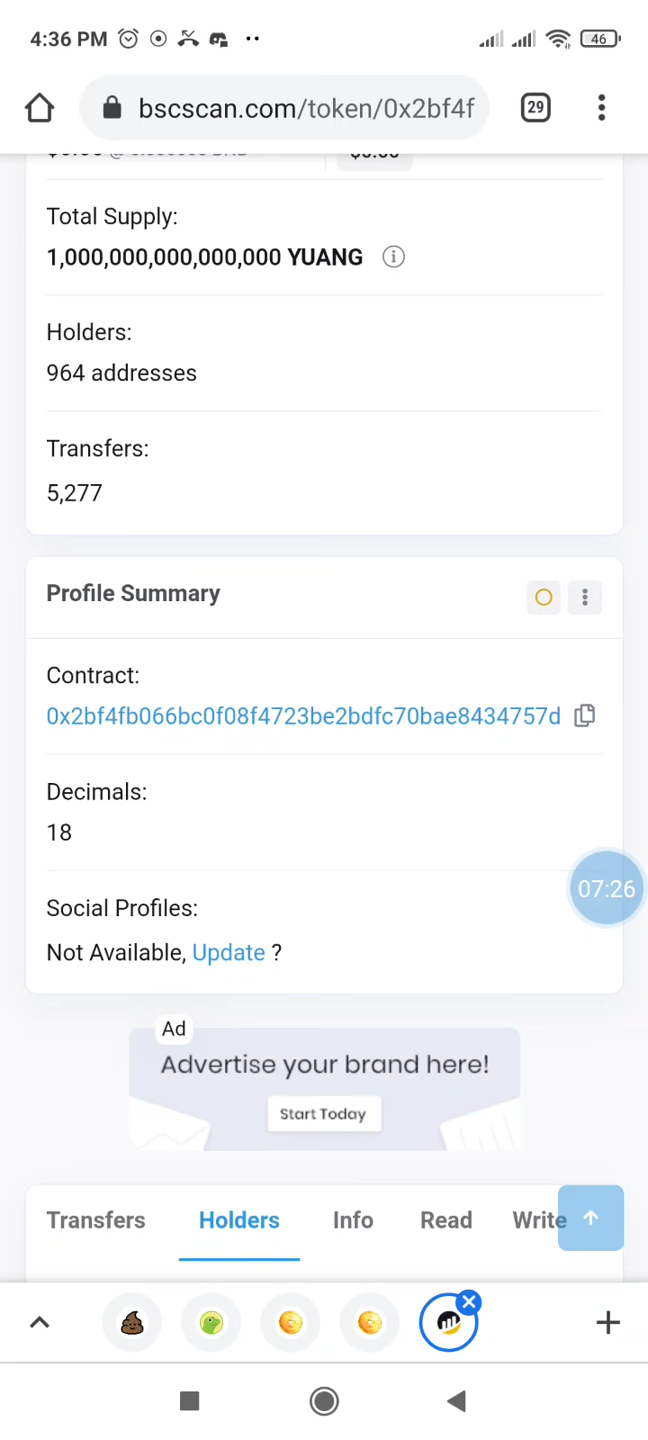 4:36 PM
46
bscscan.com/token/0x2bf4f
29
Total Supply:
1,000,000,000,000,000 YUANG
Holders:
964 addresses
Transfers:
5,277
Profile Summary
Contract:
0x2bf4fb066bc0f08f4723be2bdfc70bae8434757d
Decimals:
18
07:26
Social Profiles:
Not Available, Update ?
Ad
Advertise your brand here!
Start Today
Transfers Holders Info Read Write